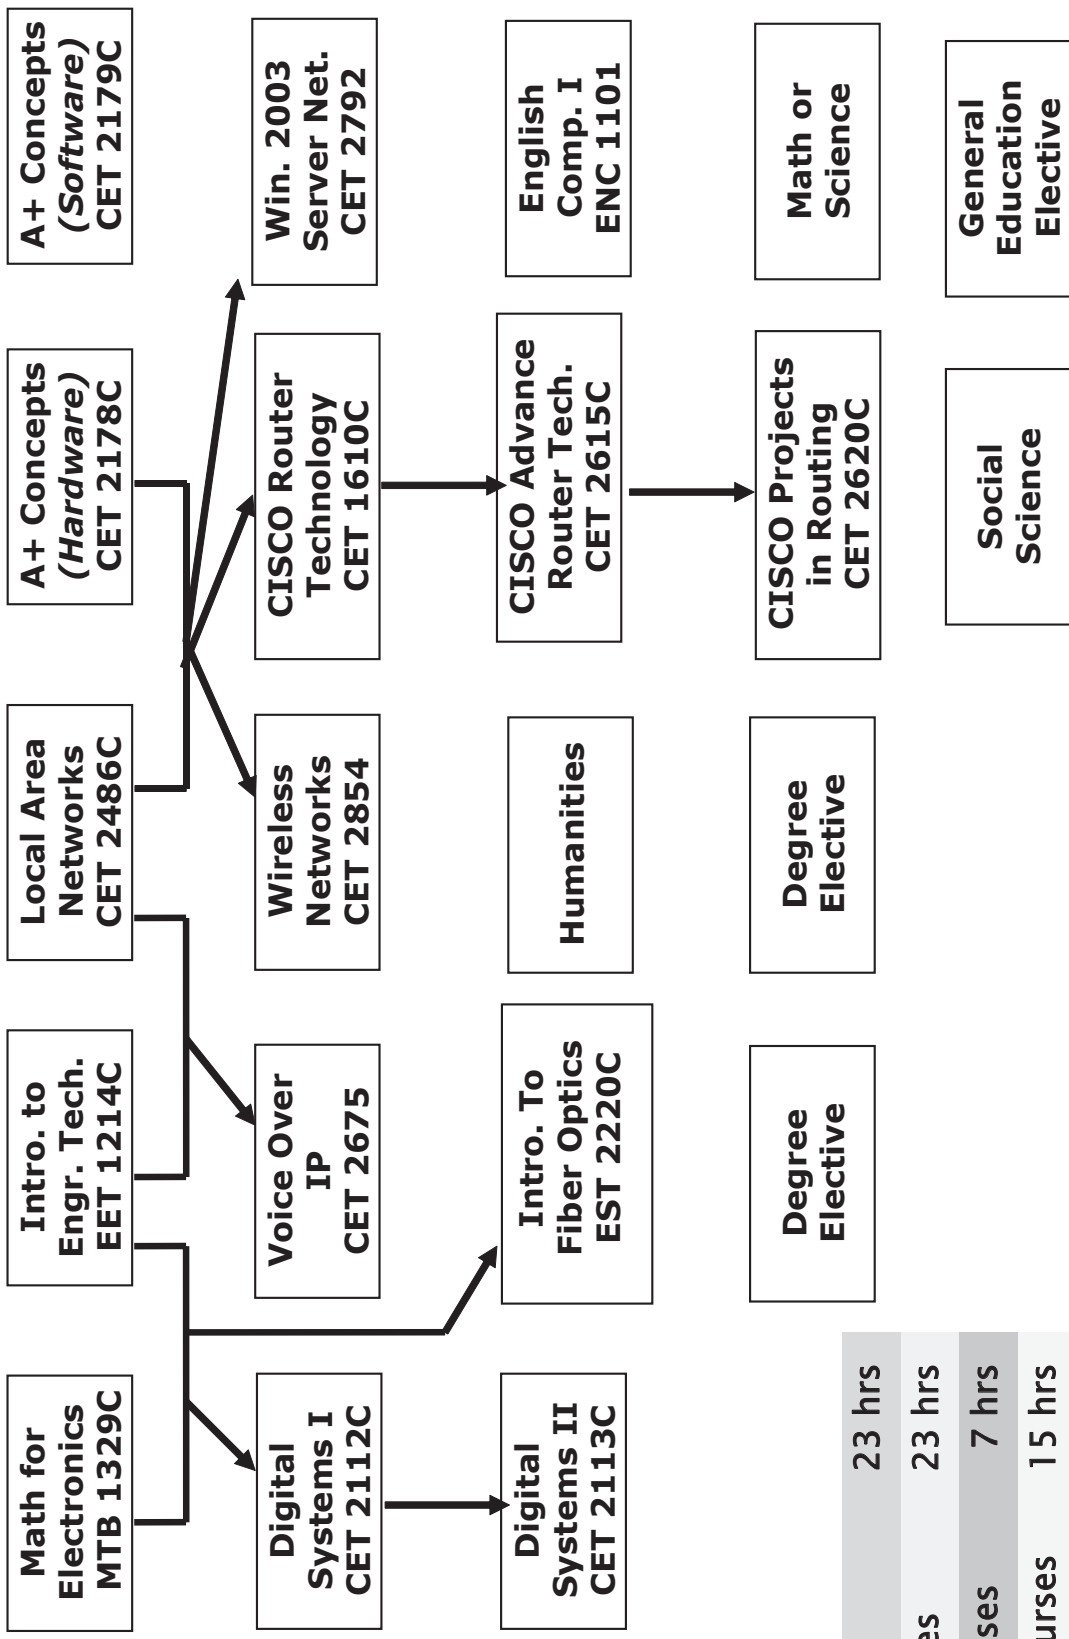 Math for
Electronics
MTB 1329C
Intro. to
Engr. Tech.
EET 1214C
Local Area
Networks
CET 2486C
A+ Concepts
(Hardware)
CET 2178C
A+ Concepts
(Software)
CET 2179C
Digital
Systems I
CET 2112C
Voice Over
IP
CET 2675
Wireless
Networks
CET 2854
CISCO Router
Technology
CET 1610C
Win. 2003
Server Net.
CET 2792
Digital
Systems II
CET 2113C
Intro. To
Fiber Optics
EST 2220C
Humanities
CISCO Advance
Router Tech.
CET 2615C
English
Comp. I
ENC 1101
Degree
Elective
Degree
Elective
CISCO Projects
in Routing
CET 2620C
Math or
Science
Social
Science
General
Education
Elective
23 hrs
23 hrs
7 hrs
15 hrs